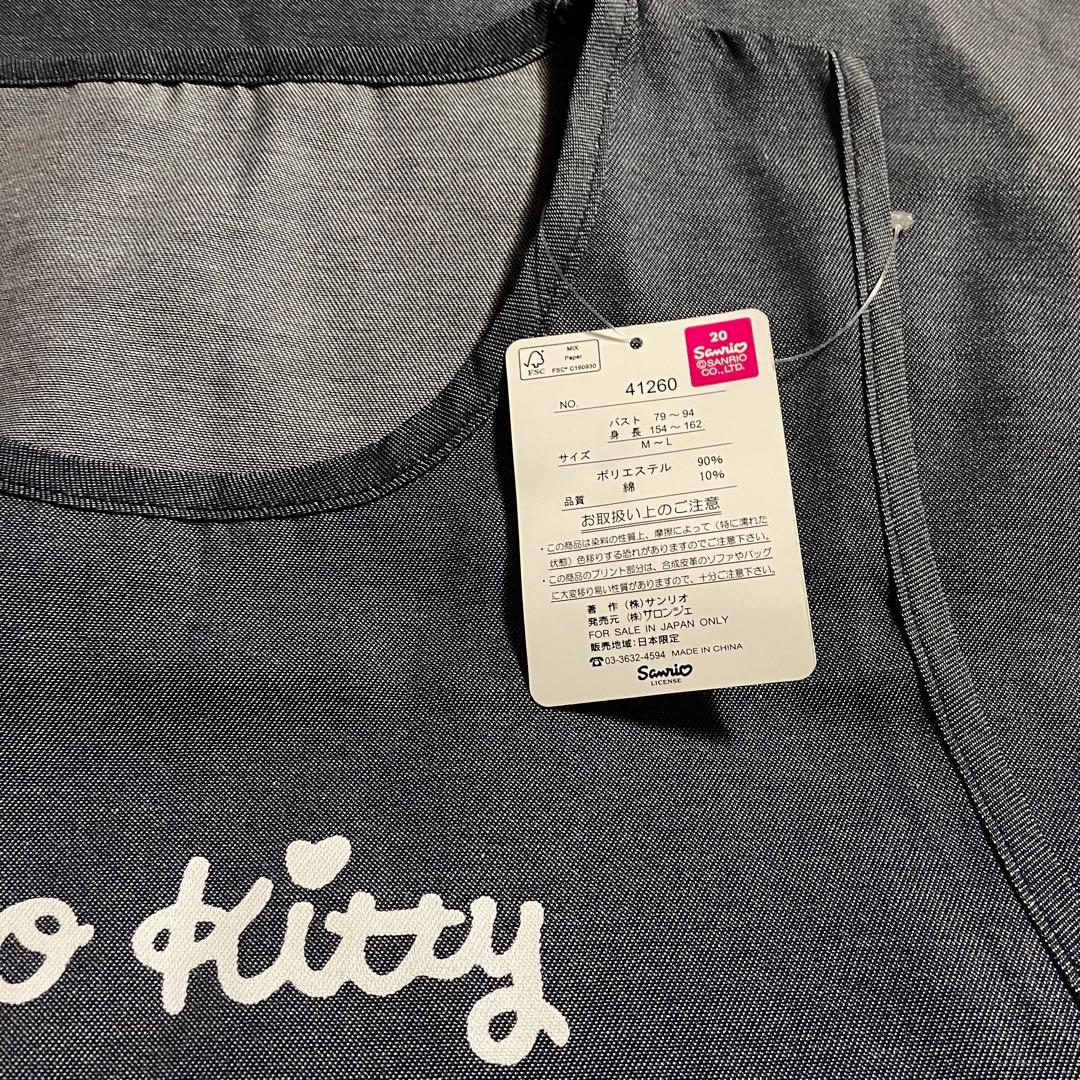 FSC
MIX
Paper
FSC® C160930
20
Sanrio
©SANRIO
CO.,LTD.
NO. 41260
バスト 79～94
身 長 154～162
サイズ M～L
ポリエステル 90%
品質 綿 10%
お取扱い上のご注意
・この商品は染料の性質上、摩擦によって（特に濡れた
状態）色移りする恐れがありますのでご注意下さい。
・この商品のプリント部分は、合成皮革のソファやバッグ
に大変移り易い性質がありますので、十分ご注意下さい。
著 作（株）サンリオ
発売元（株）サロンジェ
FOR SALE IN JAPAN ONLY
販売地域:日本限定
☎03-3632-4594 MADE IN CHINA
Sanrio
LICENSE
o Kitty